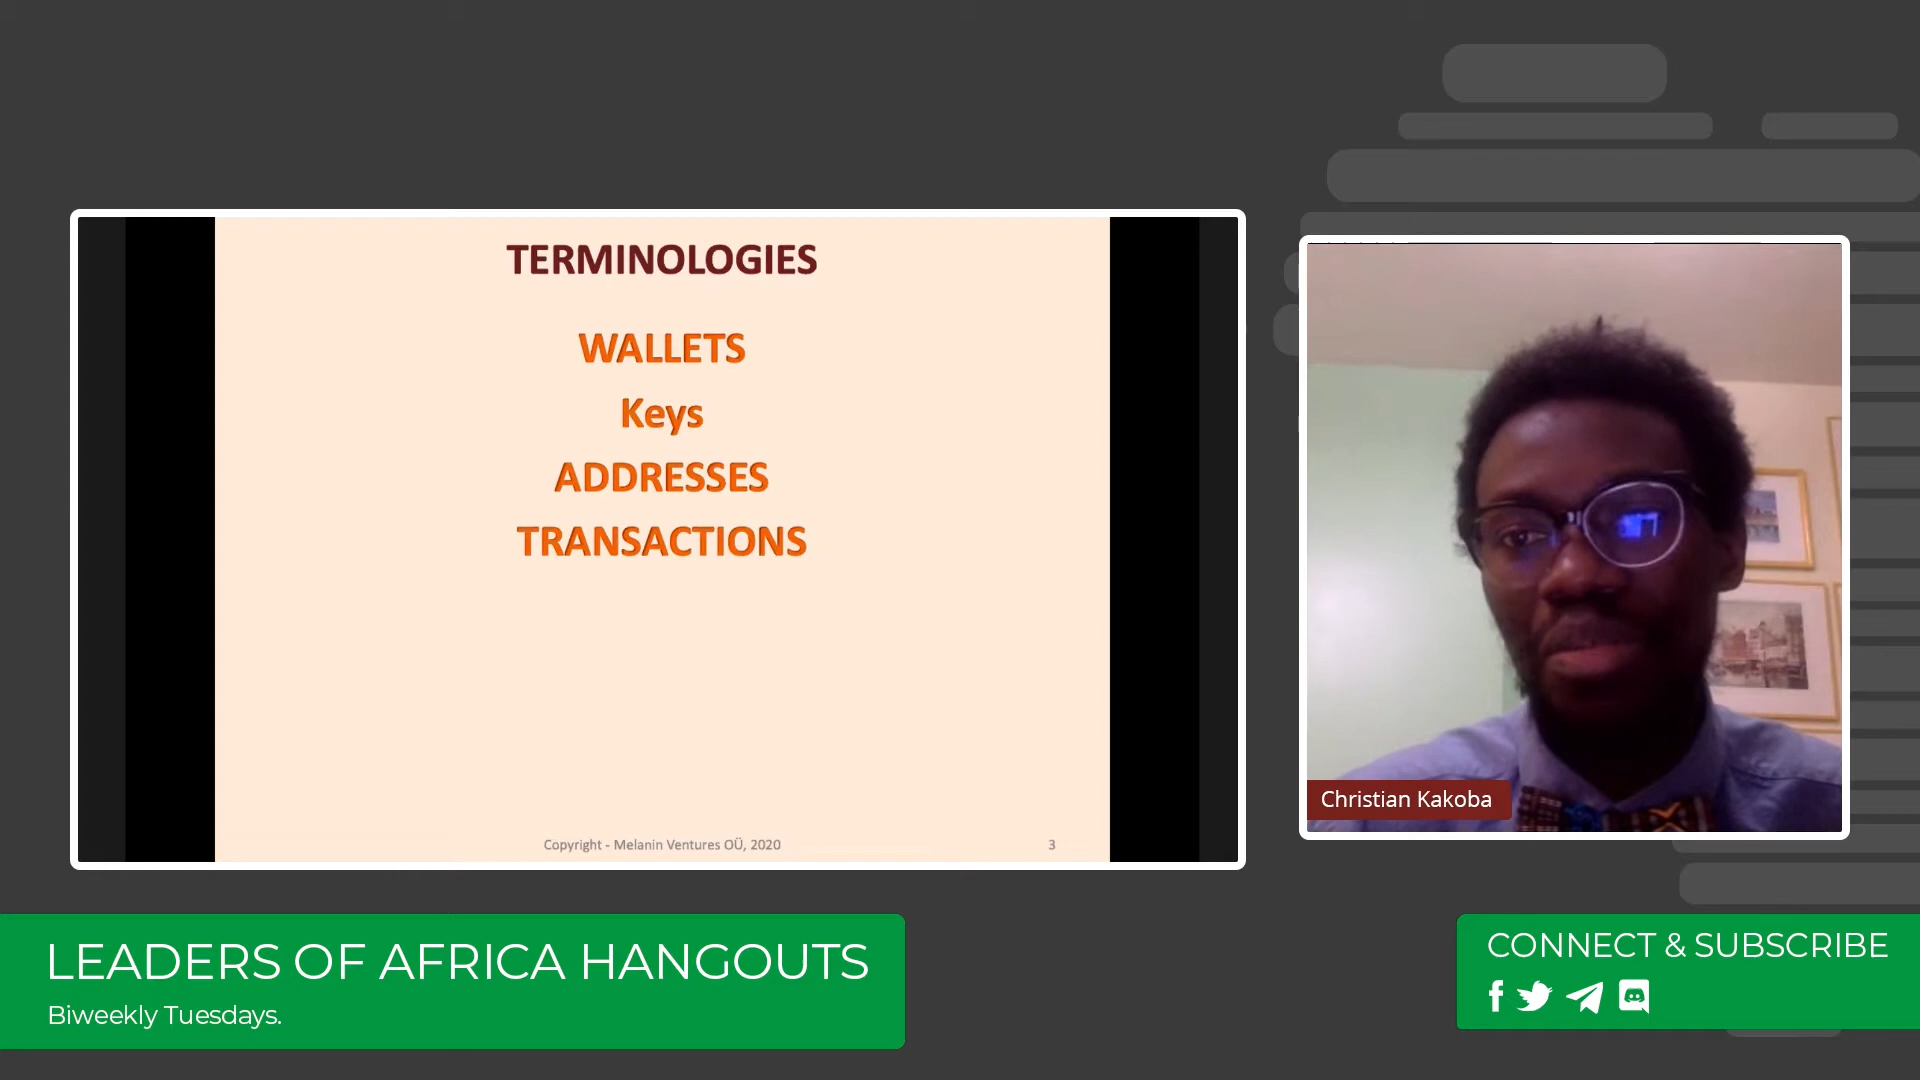 TERMINOLOGIES
WALLETS
Keys
ADDRESSES
TRANSACTIONS
Copyright - Melanin Ventures OÜ, 2020
3
Christian Kakoba
LEADERS OF AFRICA HANGOUTS
Biweekly Tuesdays.
CONNECT & SUBSCRIBE